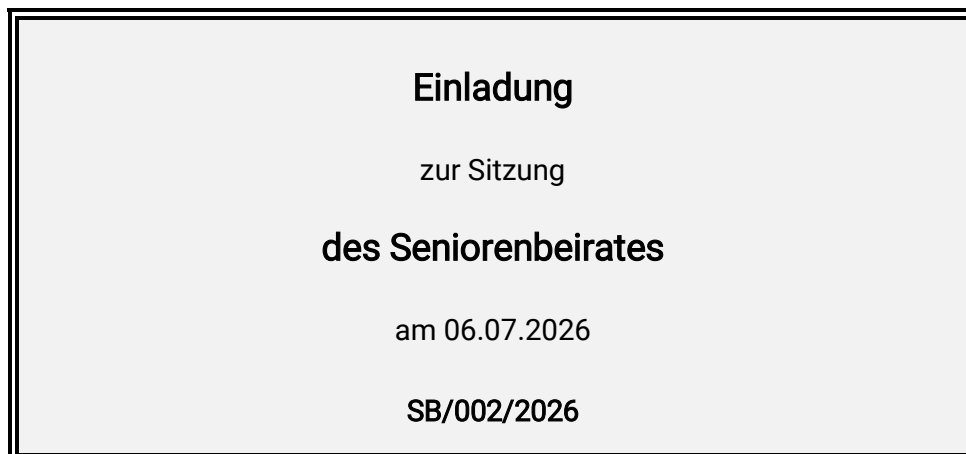 Einladung
zur Sitzung
des Seniorenbeirates
am 06.07.2026
SB/002/2026